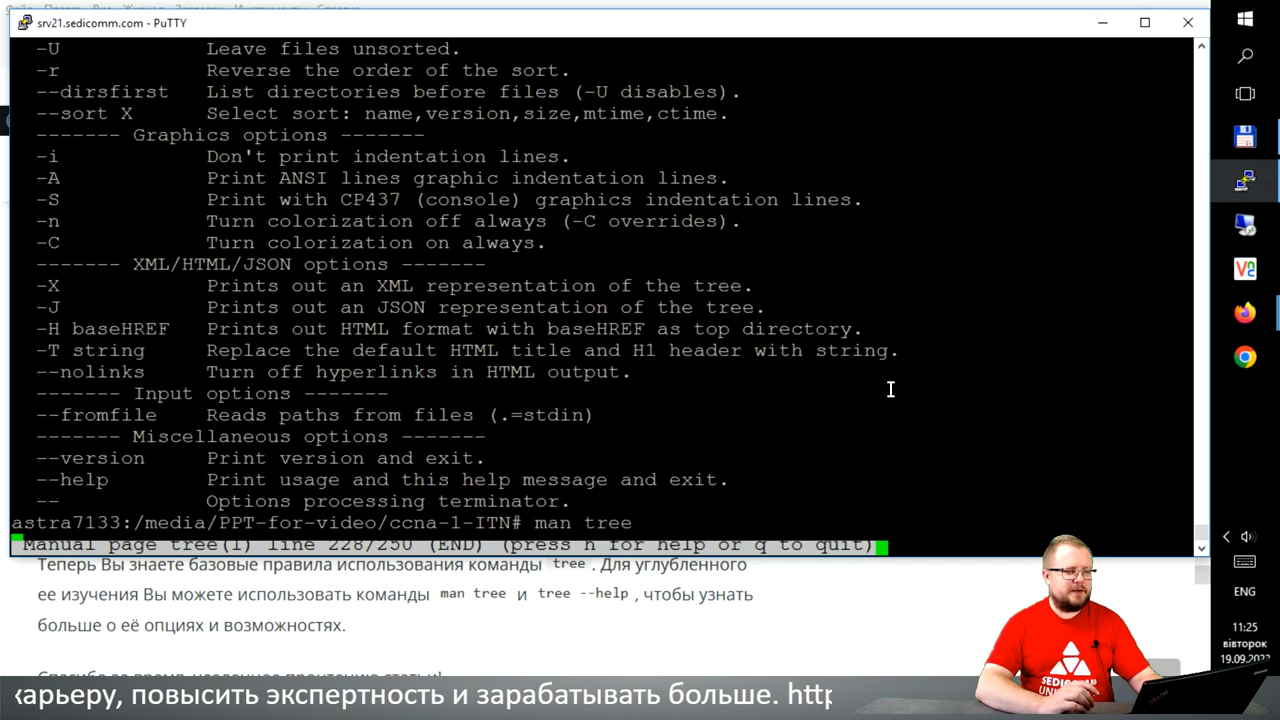 srv21.sedicomm.com - PuTTY
-U Leave files unsorted.
-r Reverse the order of the sort.
--dirsfirst List directories before files (-U disables).
--sort X Select sort: name,version,size,mtime,ctime.
------- Graphics options -------
-i Don't print indentation lines.
-A Print ANSI lines graphic indentation lines.
-S Print with CP437 (console) graphics indentation lines.
-n Turn colorization off always (-C overrides).
-C Turn colorization on always.
------- XML/HTML/JSON options -------
-X Prints out an XML representation of the tree.
-J Prints out an JSON representation of the tree.
-H baseHREF Prints out HTML format with baseHREF as top directory.
-T string Replace the default HTML title and H1 header with string.
--nolinks Turn off hyperlinks in HTML output.
------- Input options -------
--fromfile Reads paths from files (.=stdin)
------- Miscellaneous options -------
--version Print version and exit.
--help Print usage and this help message and exit.
-- Options processing terminator.
astra7133:/media/PPT-for-video/ccna-1-ITN# man tree
Manual page tree(1) line 228/250 (END) (press h for help or q to quit)
Теперь Вы знаете базовые правила использования команды tree . Для углубленного
ее изучения Вы можете использовать команды man tree и tree --help , чтобы узнать
больше о её опциях и возможностях.
карьеру, повысить экспертность и зарабатывать больше. http
ENG
11:25
вівторок
SEDICOMM